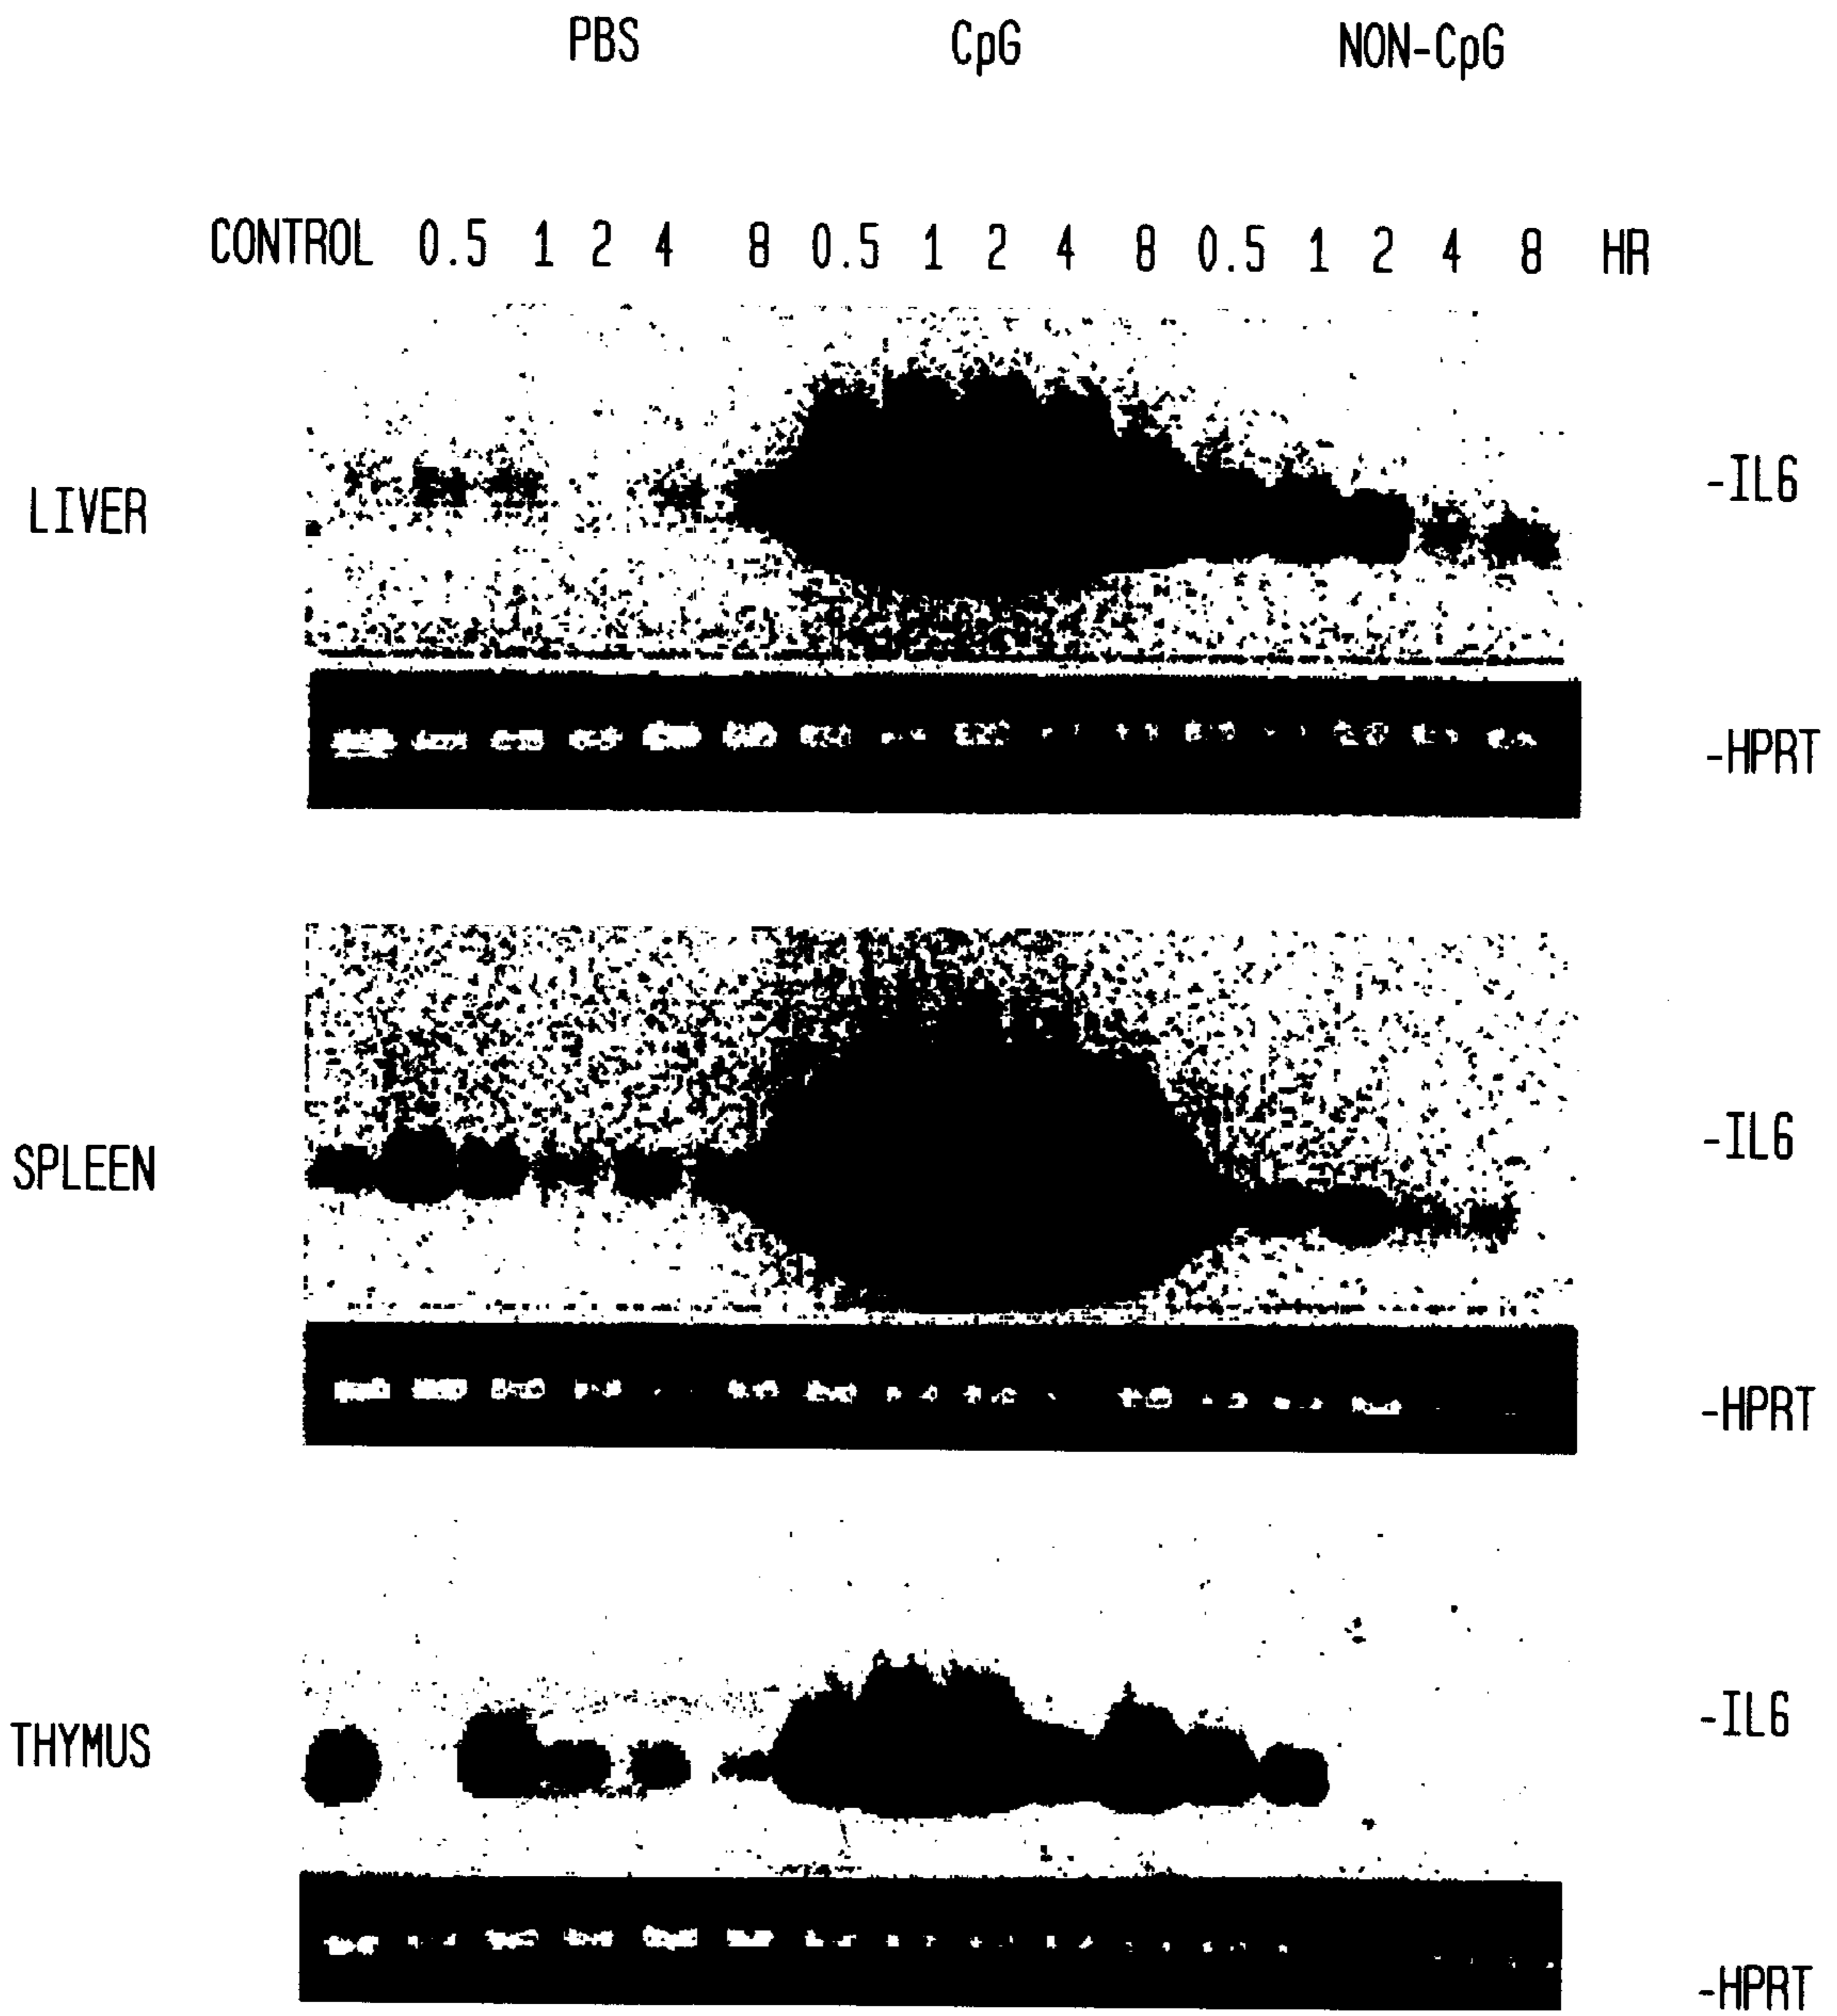 PBS CpG NON-CpG
CONTROL 0.5 1 2 4 8 0.5 1 2 4 8 0.5 1 2 4 8 HR
-IL6
LIVER
-HPRT
-IL6
SPLEEN
-HPRT
-IL6
THYMUS
-HPRT